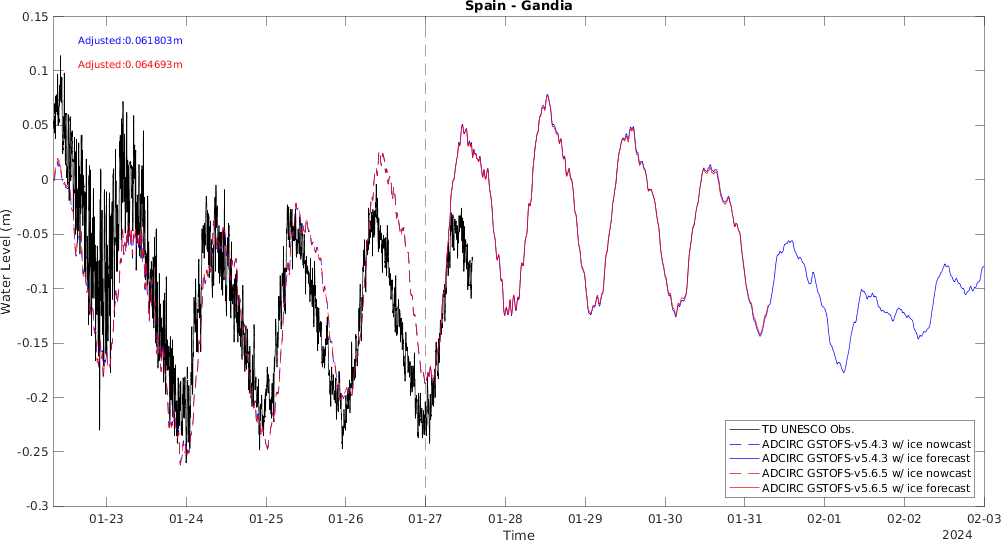 Spain - Gandia
Adjusted:0.061803m
Adjusted:0.064693m
Water Level (m)
0.15
0.1
0.05
0
-0.05
-0.1
-0.15
-0.2
-0.25
-0.3
TD UNESCO Obs.
ADCIRC GSTOFS-v5.4.3 w/ ice nowcast
ADCIRC GSTOFS-v5.4.3 w/ ice forecast
ADCIRC GSTOFS-v5.6.5 w/ ice nowcast
ADCIRC GSTOFS-v5.6.5 w/ ice forecast
01-23 01-24 01-25 01-26 01-27 01-28 01-29 01-30 01-31 02-01 02-02 02-03
Time
2024